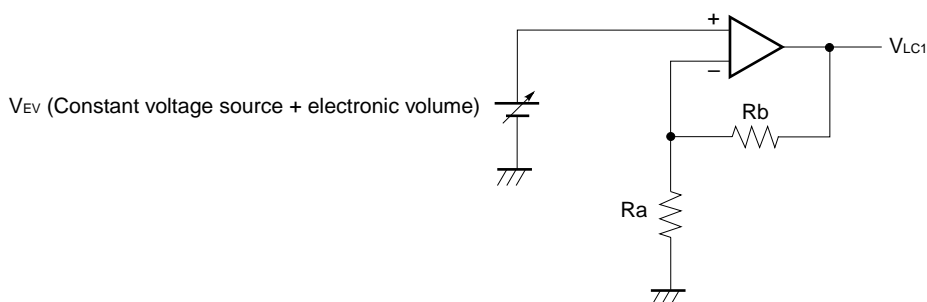 +
VLC1
−
VEV (Constant voltage source + electronic volume)
Rb
Ra